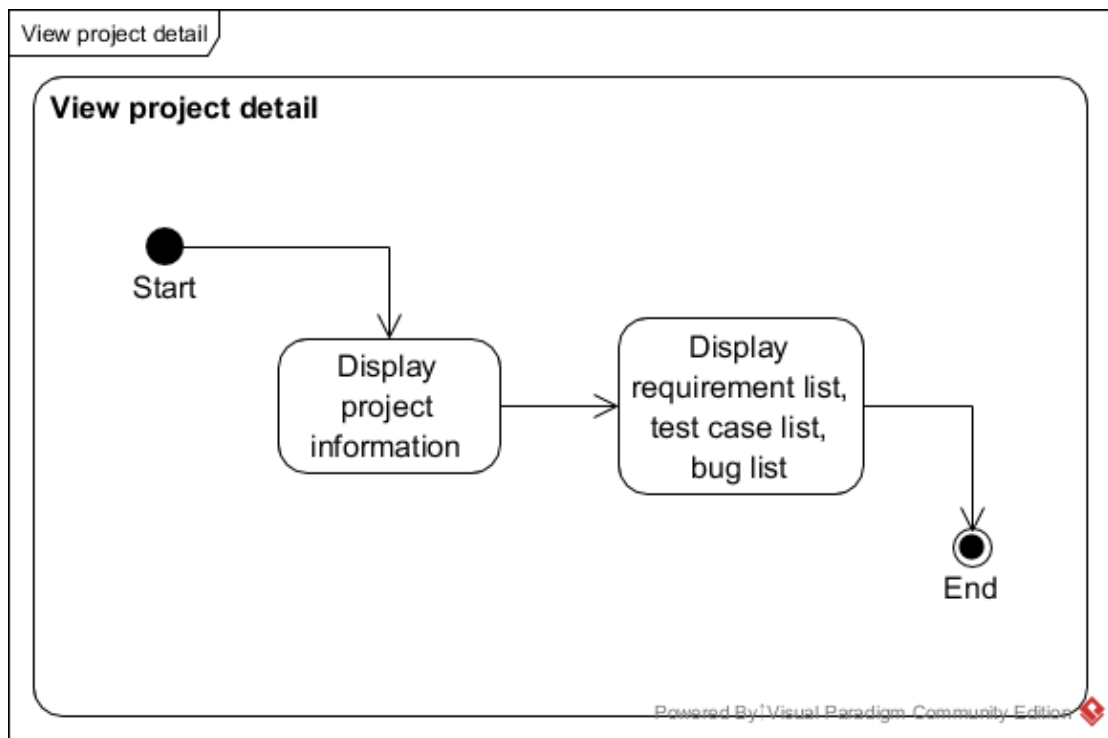 View project detail
View project detail
Start
Display
project
information
Display
requirement list,
test case list,
bug list
End
Powered By Visual Paradigm Community Edition